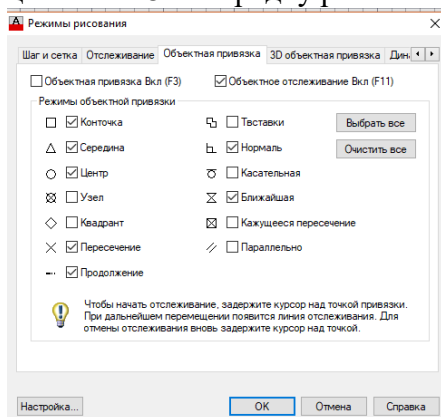 Режимы рисования
Шаг и сетка Отслеживание Объектная привязка 3D объектная привязка
Объектная привязка Вкл (F3) Объектное отслеживание Вкл (F11)
Режимы объектной привязки
Конточка Твставки Выбрать все
Середина Нормаль Очистить все
Центр Касательная
Узел Ближайшая
Квадрант Кажущееся пересечение
Пересечение Параллельно
Продолжение
Чтобы начать отслеживание, задержите курсор над точкой привязки.
При дальнейшем перемещении появится линия отслеживания. Для
отмены отслеживания вновь задержите курсор над точкой.
Настройка... OK Отмена Справка